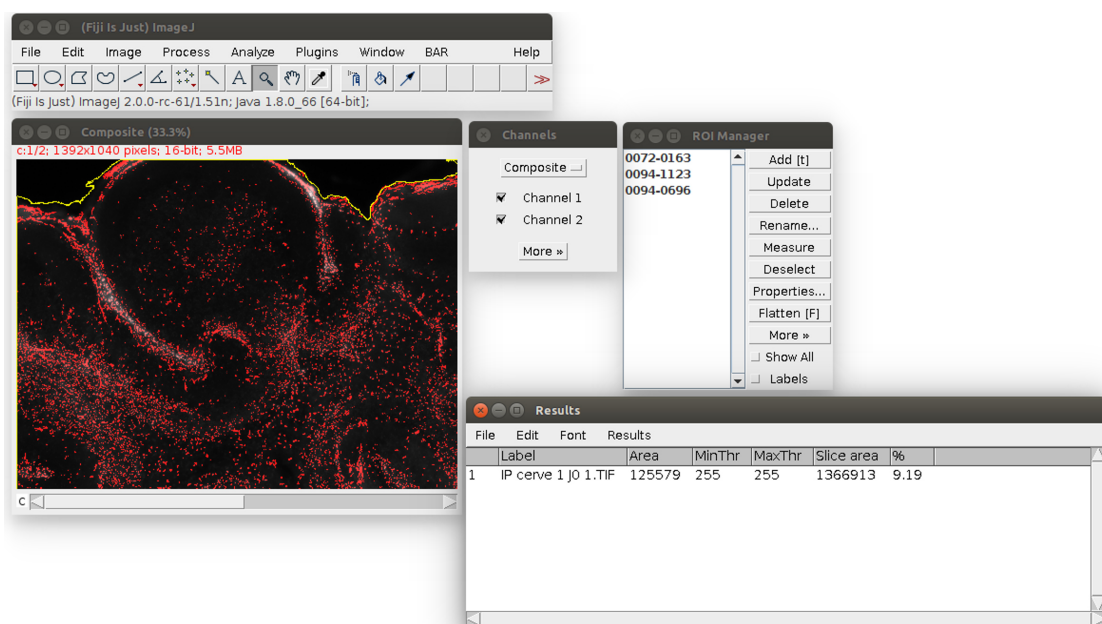 (Fiji Is Just) ImageJ
File Edit Image Process Analyze Plugins Window BAR Help
A
(Fiji Is Just) ImageJ 2.0.0-rc-61/1.51n; Java 1.8.0_66 [64-bit];
Composite (33.3%)
c:1/2; 1392x1040 pixels; 16-bit; 5.5MB
C
Channels
Composite
Channel 1
Channel 2
More »
ROI Manager
0072-0163
0094-1123
0094-0696
Add [t]
Update
Delete
Rename...
Measure
Deselect
Properties...
Flatten [F]
More »
Show All
Labels
Results
File Edit Font Results
Label Area MinThr MaxThr Slice area %
1 IP cerve 1 J0 1.TIF 125579 255 255 1366913 9.19